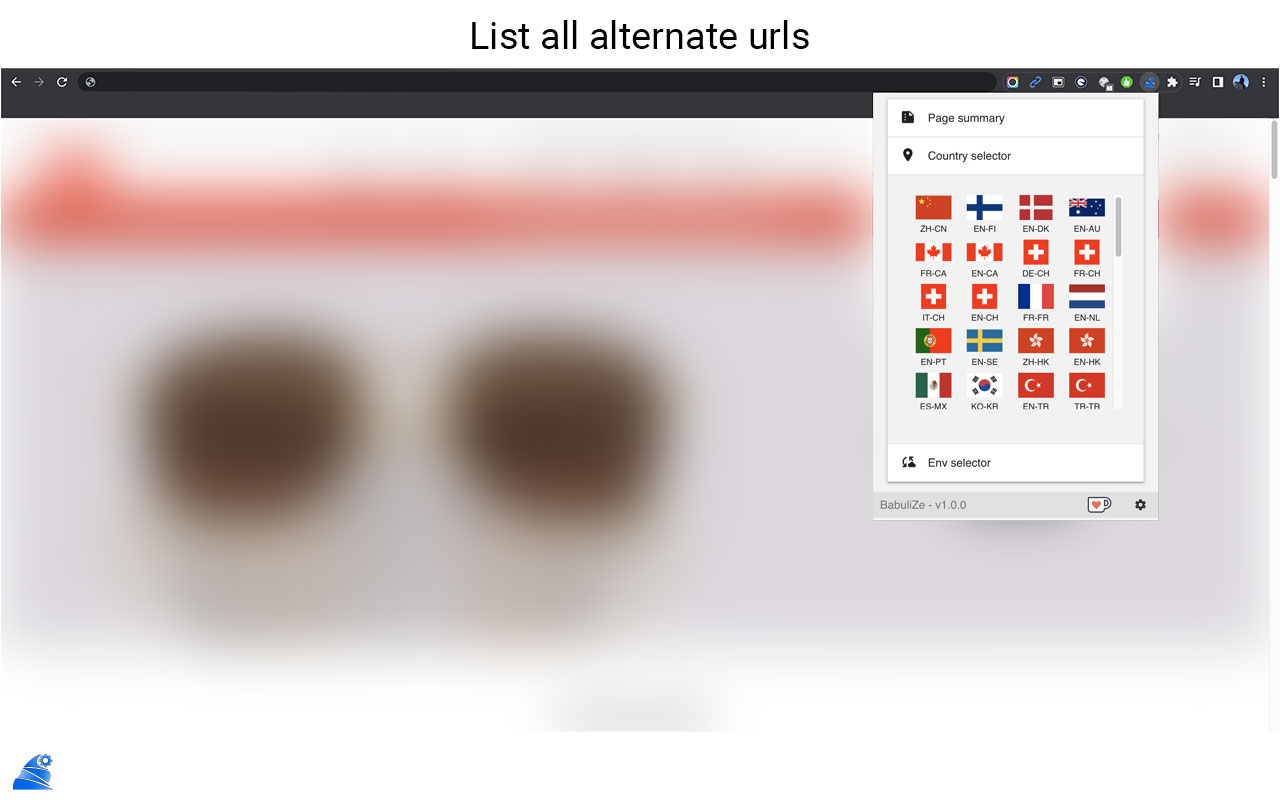 List all alternate urls
Page summary
Country selector
ZH-CN EN-FI EN-DK EN-AU
FR-CA EN-CA DE-CH FR-CH
IT-CH EN-CH FR-FR EN-NL
EN-PT EN-SE ZH-HK EN-HK
ES-MX KO-KR EN-TR TR-TR
Env selector
BabuliZe - v1.0.0